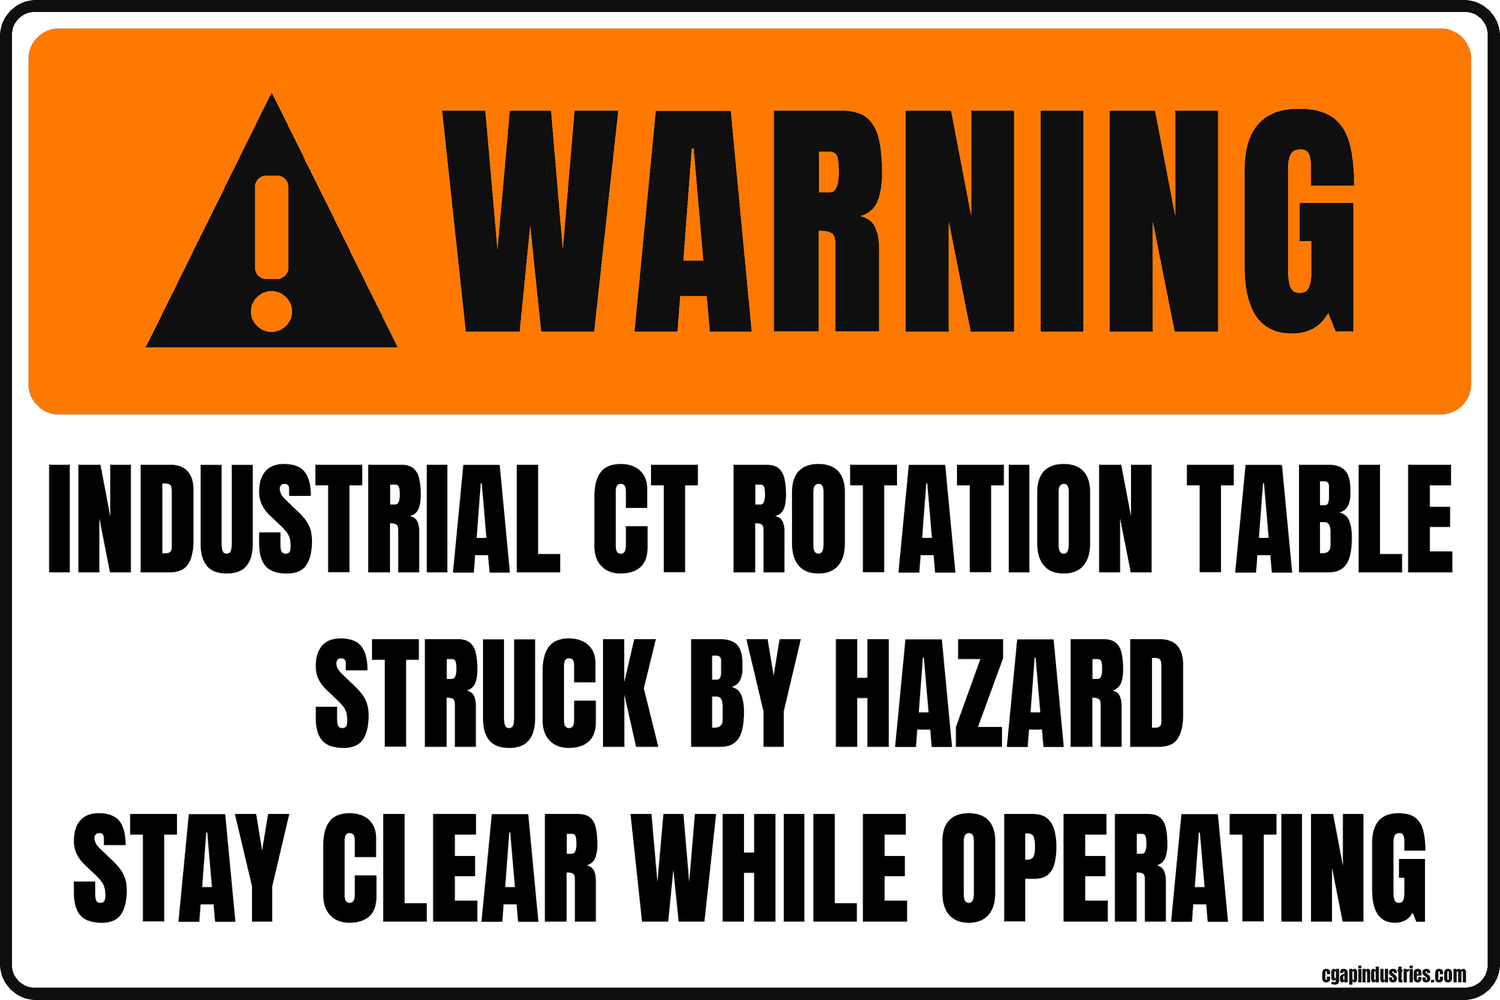 WARNING
INDUSTRIAL CT ROTATION TABLE
STRUCK BY HAZARD
STAY CLEAR WHILE OPERATING
cgapindustries.com